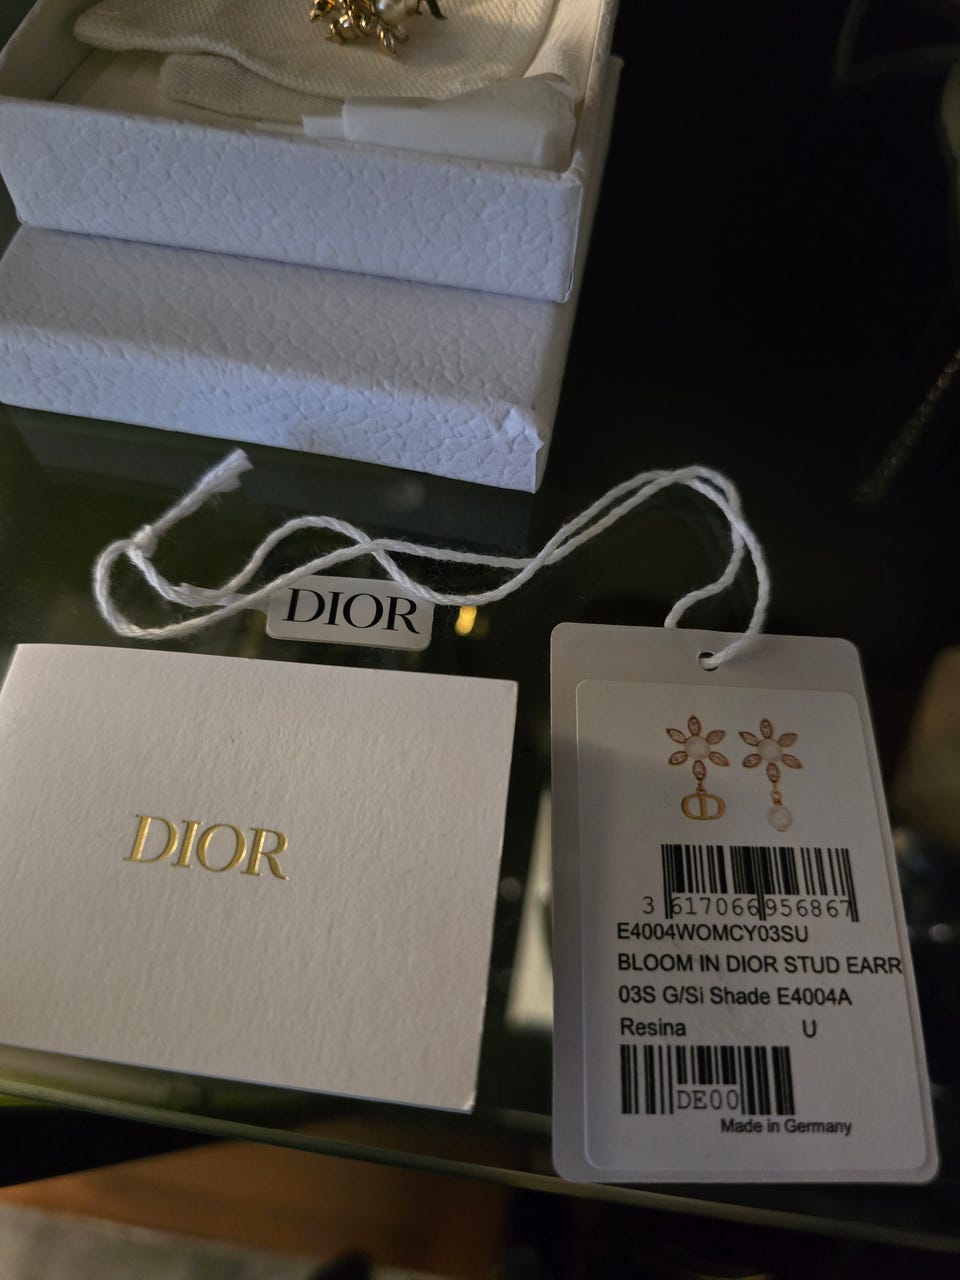 DIOR
DIOR
3 617066 956867
E4004WOMCY03SU
BLOOM IN DIOR STUD EARR
03S G/Si Shade E4004A
Resina U
DE00
Made in Germany